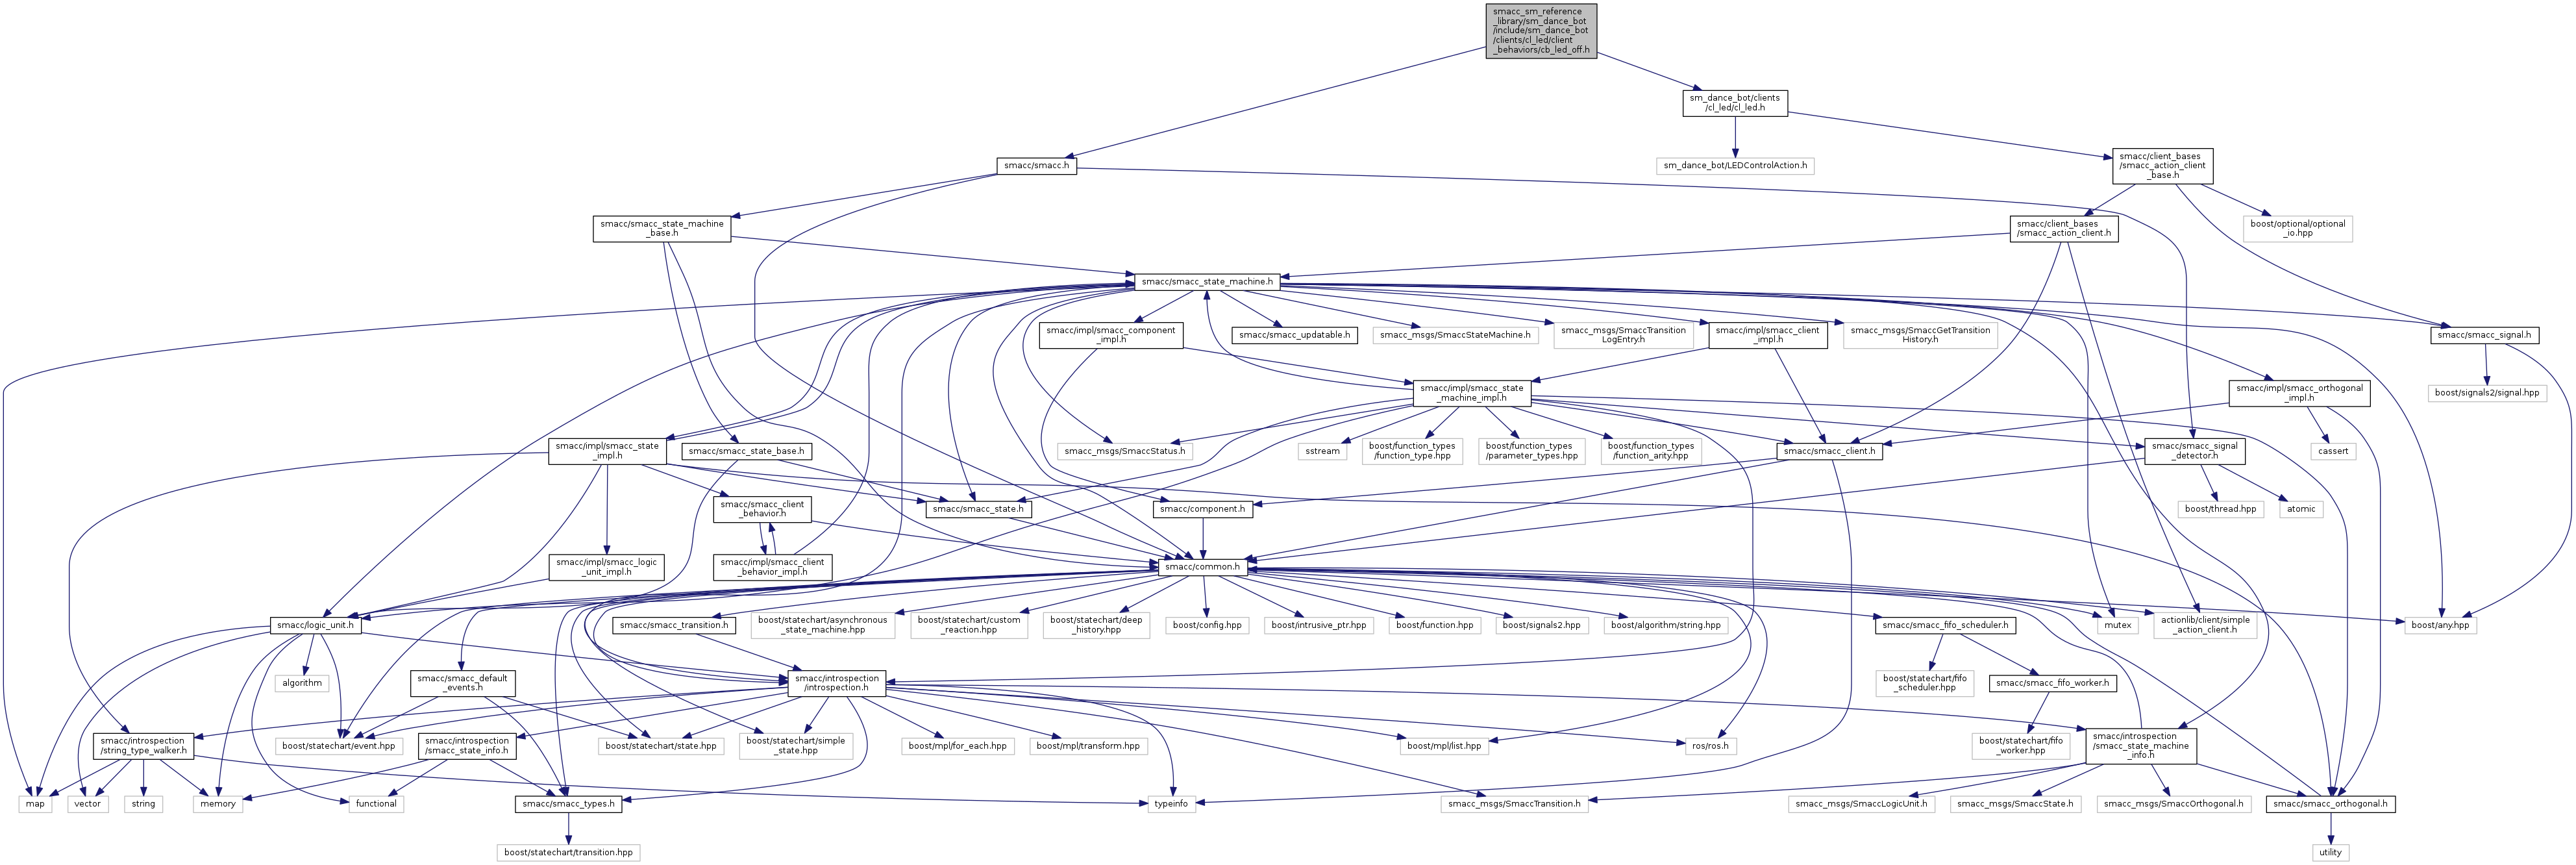 smacc_sm_reference
_library/sm_dance_bot
/include/sm_dance_bot
/clients/cl_led/client
_behaviors/cb_led_off.h
sm_dance_bot/clients
/cl_led/cl_led.h
smacc/smacc.h
sm_dance_bot/LEDControlAction.h
smacc/client_bases
/smacc_action_client
_base.h
smacc/smacc_state_machine
_base.h
smacc/client_bases
/smacc_action_client.h
boost/optional/optional
_io.hpp
smacc/smacc_state_machine.h
smacc/impl/smacc_component
_impl.h
smacc/smacc_updatable.h
smacc_msgs/SmaccStateMachine.h
smacc_msgs/SmaccTransition
LogEntry.h
smacc/impl/smacc_client
_impl.h
smacc_msgs/SmaccGetTransition
History.h
smacc/smacc_signal.h
smacc/impl/smacc_state
_machine_impl.h
smacc/impl/smacc_orthogonal
_impl.h
boost/signals2/signal.hpp
smacc/impl/smacc_state
_impl.h
smacc/smacc_state_base.h
smacc_msgs/SmaccStatus.h
sstream
boost/function_types
/function_type.hpp
boost/function_types
/parameter_types.hpp
boost/function_types
/function_arity.hpp
smacc/smacc_client.h
smacc/smacc_signal
_detector.h
cassert
smacc/smacc_client
_behavior.h
smacc/smacc_state.h
smacc/component.h
boost/thread.hpp
atomic
smacc/impl/smacc_logic
_unit_impl.h
smacc/impl/smacc_client
_behavior_impl.h
smacc/common.h
smacc/logic_unit.h
smacc/smacc_transition.h
boost/statechart/asynchronous
_state_machine.hpp
boost/statechart/custom
_reaction.hpp
boost/statechart/deep
_history.hpp
boost/config.hpp
boost/intrusive_ptr.hpp
boost/function.hpp
boost/signals2.hpp
boost/algorithm/string.hpp
smacc/smacc_fifo_scheduler.h
mutex
actionlib/client/simple
_action_client.h
boost/any.hpp
algorithm
smacc/smacc_default
_events.h
smacc/introspection
/introspection.h
boost/statechart/fifo
_scheduler.hpp
smacc/smacc_fifo_worker.h
smacc/introspection
/string_type_walker.h
boost/statechart/event.hpp
smacc/introspection
/smacc_state_info.h
boost/statechart/state.hpp
boost/statechart/simple
_state.hpp
boost/mpl/for_each.hpp
boost/mpl/transform.hpp
boost/mpl/list.hpp
ros/ros.h
boost/statechart/fifo
_worker.hpp
smacc/introspection
/smacc_state_machine
_info.h
map
vector
string
memory
functional
smacc/smacc_types.h
typeinfo
smacc_msgs/SmaccTransition.h
smacc_msgs/SmaccLogicUnit.h
smacc_msgs/SmaccState.h
smacc_msgs/SmaccOrthogonal.h
smacc/smacc_orthogonal.h
boost/statechart/transition.hpp
utility